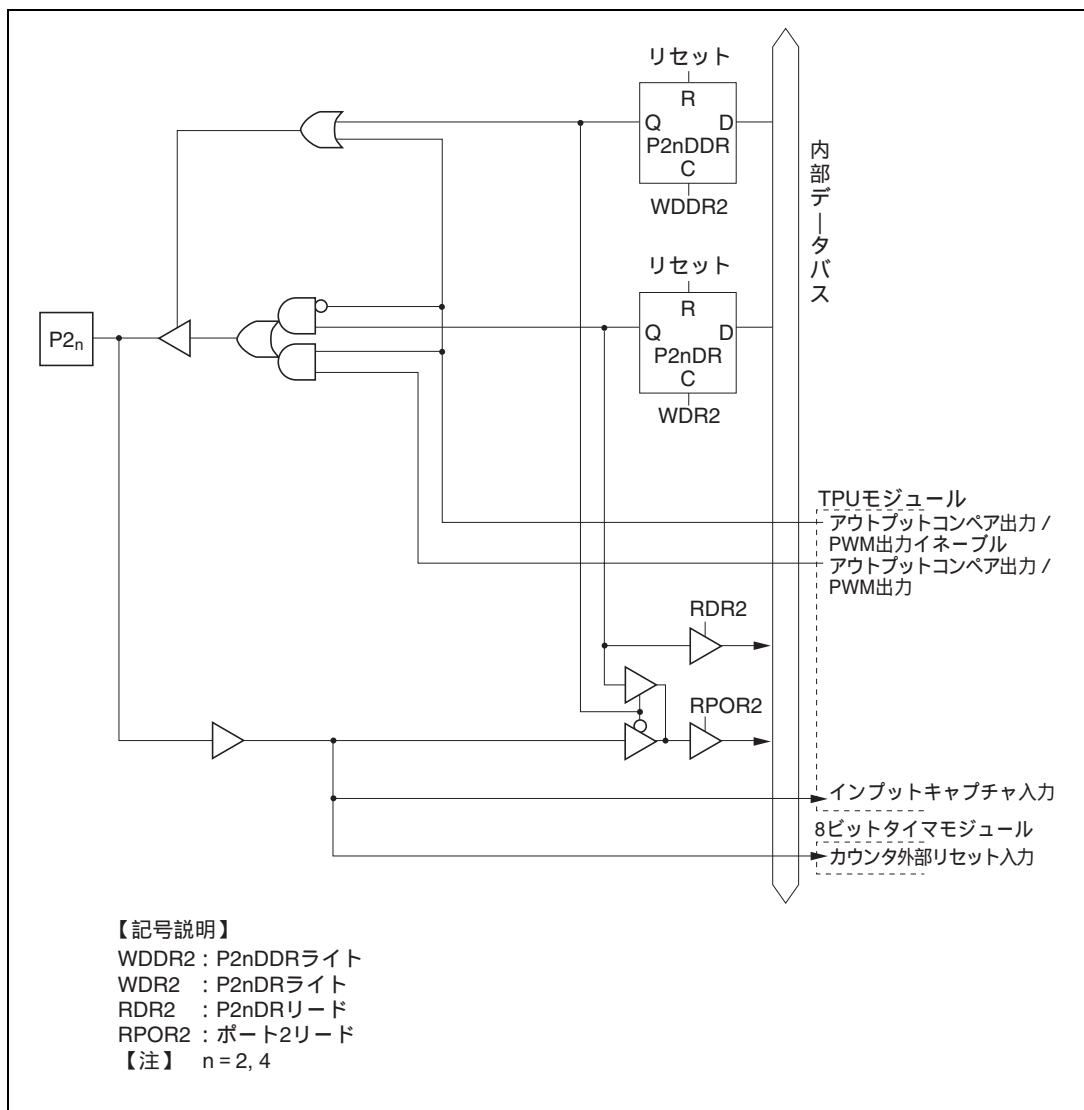 リセット
R
Q D
P2nDDR
C
WDDR2
内部データバス
リセット
R
Q D
P2nDR
C
WDR2
P2n
TPUモジュール
アウトプットコンペア出力 /
PWM出力イネーブル
アウトプットコンペア出力 /
PWM出力
RDR2
RPOR2
インプットキャプチャ入力
8ビットタイマモジュール
カウンタ外部リセット入力
【記号説明】
WDDR2 : P2nDDRライト
WDR2 : P2nDRライト
RDR2 : P2nDRリード
RPOR2 : ポート2リード
【注】 n = 2, 4